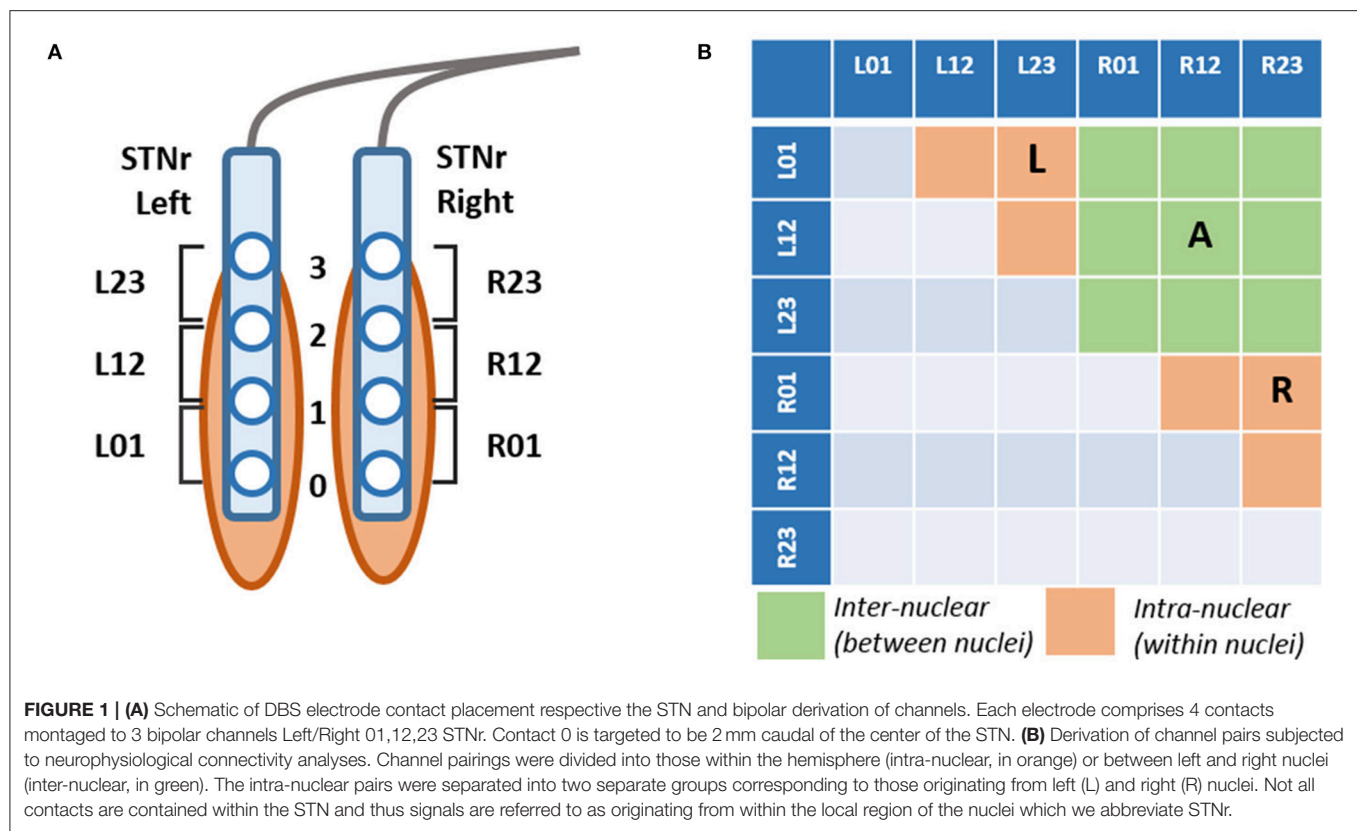 A
STNr
Left
STNr
Right
L23
L12
L01
3
2
1
0
R23
R12
R01
B
L01 L12 L23 R01 R12 R23
L01 L
L12 A
L23
R01 R
R12
R23
Inter-nuclear
(between nuclei)
Intra-nuclear
(within nuclei)
FIGURE 1 | (A) Schematic of DBS electrode contact placement respective the STN and bipolar derivation of channels. Each electrode comprises 4 contacts
montaged to 3 bipolar channels Left/Right 01,12,23 STNr. Contact 0 is targeted to be 2 mm caudal of the center of the STN. (B) Derivation of channel pairs subjected
to neurophysiological connectivity analyses. Channel pairings were divided into those within the hemisphere (intra-nuclear, in orange) or between left and right nuclei
(inter-nuclear, in green). The intra-nuclear pairs were separated into two separate groups corresponding to those originating from left (L) and right (R) nuclei. Not all
contacts are contained within the STN and thus signals are referred to as originating from within the local region of the nuclei which we abbreviate STNr.